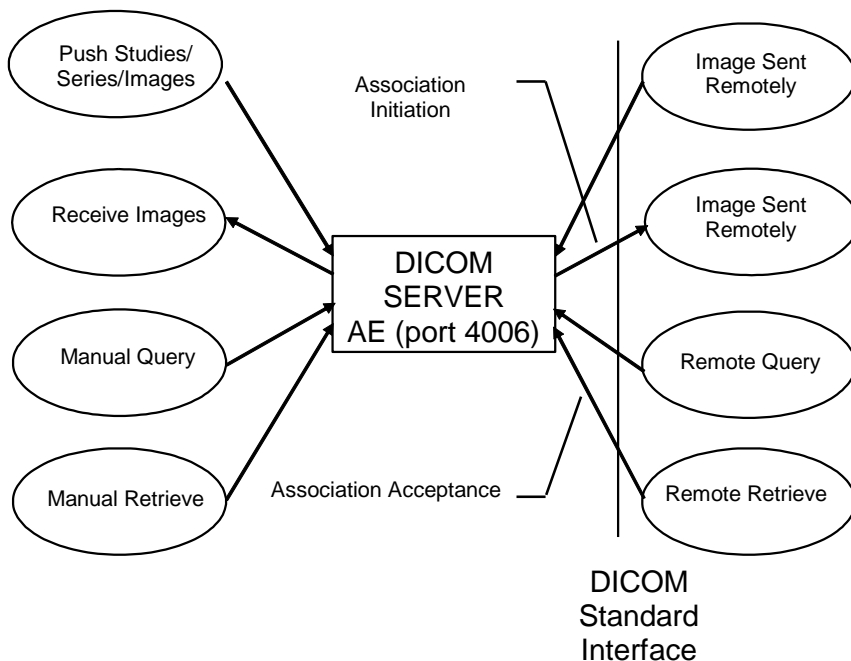 Push Studies/
Series/Images
Association
Initiation
Image Sent
Remotely
Receive Images
Image Sent
Remotely
DICOM
SERVER
AE (port 4006)
Manual Query
Remote Query
Manual Retrieve
Association Acceptance
Remote Retrieve
DICOM
Standard
Interface